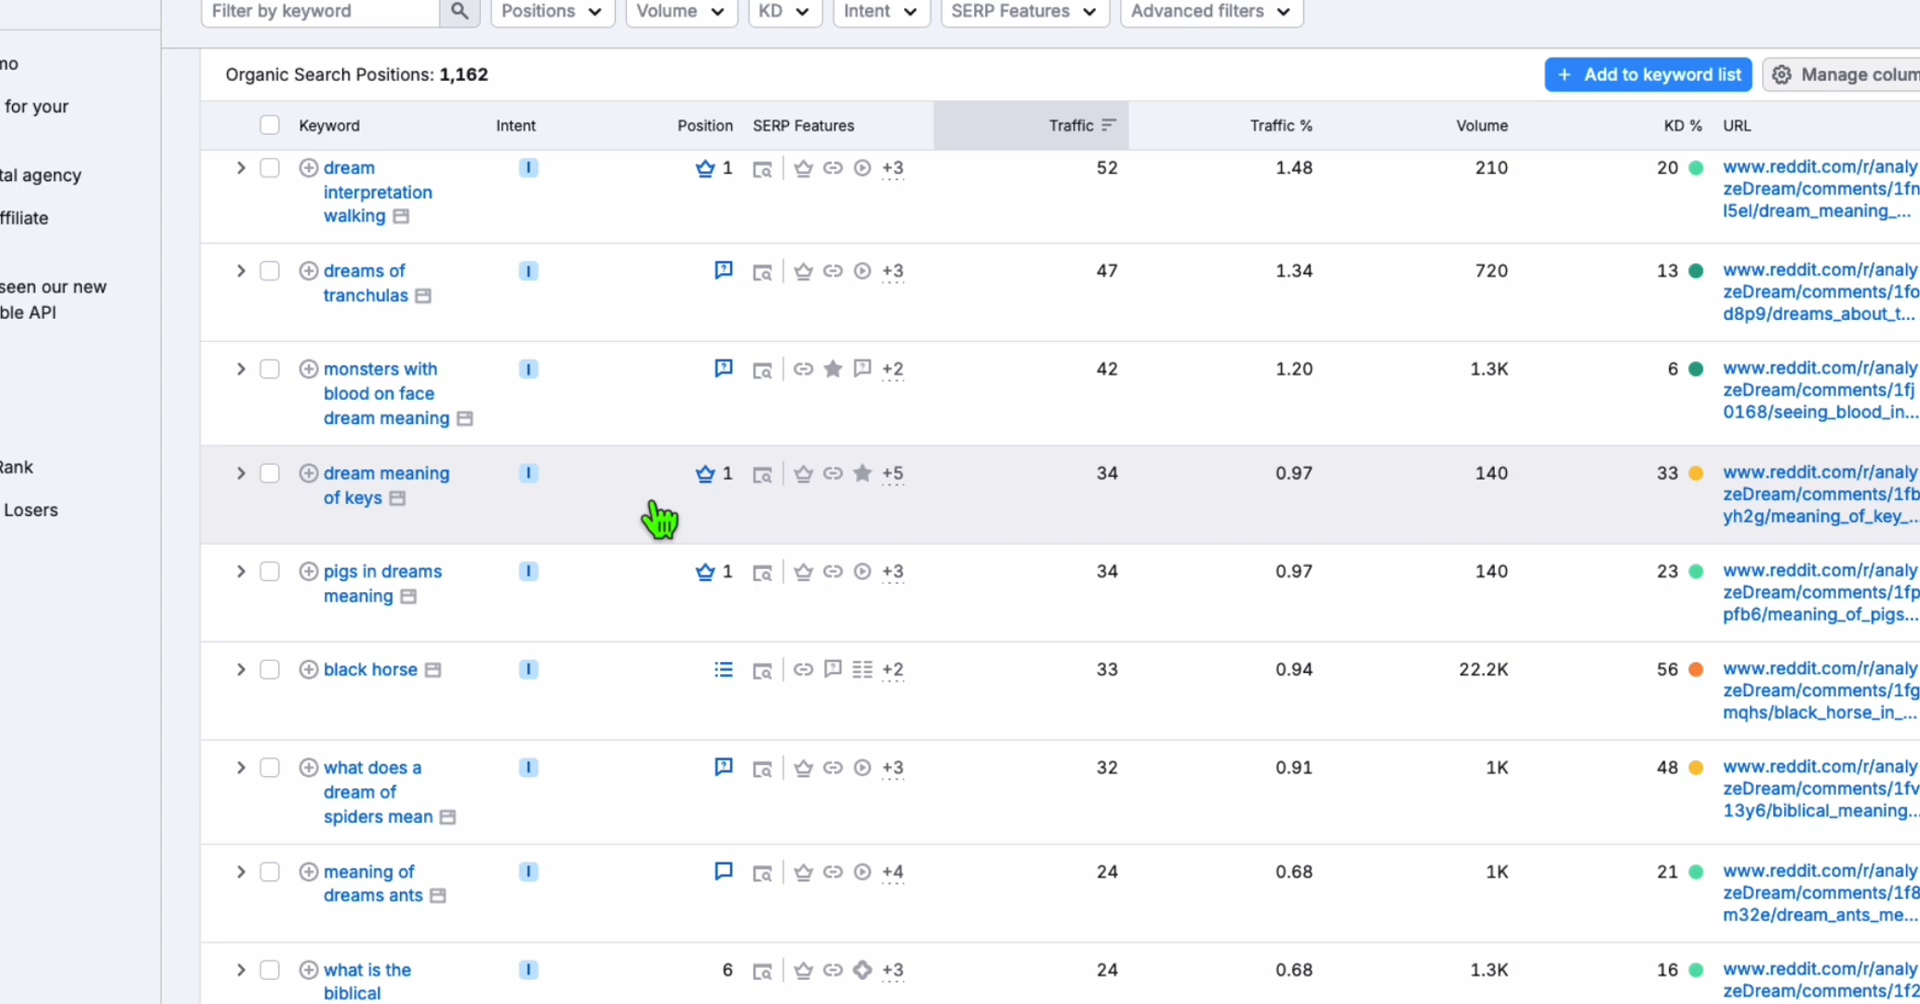 Filter by keyword
Positions
Volume
KD
Intent
SERP Features
Advanced filters
mo
for your
tal agency
ffiliate
seen our new
ble API
Rank
Losers
Organic Search Positions: 1,162
+ Add to keyword list
Manage colum
Keyword Intent Position SERP Features Traffic Traffic % Volume KD % URL
dream I 1 +3 52 1.48 210 20 www.reddit.com/r/analy
interpretation zeDream/comments/1fn
walking l5el/dream_meaning_...
dreams of I +3 47 1.34 720 13 www.reddit.com/r/analy
tranchulas zeDream/comments/1fo
d8p9/dreams_about_t...
monsters with I +2 42 1.20 1.3K 6 www.reddit.com/r/analy
blood on face zeDream/comments/1fj
dream meaning 0168/seeing_blood_in...
dream meaning I 1 +5 34 0.97 140 33 www.reddit.com/r/analy
of keys zeDream/comments/1fb
yh2g/meaning_of_key_...
pigs in dreams I 1 +3 34 0.97 140 23 www.reddit.com/r/analy
meaning zeDream/comments/1fp
pfb6/meaning_of_pigs...
black horse I +2 33 0.94 22.2K 56 www.reddit.com/r/analy
zeDream/comments/1fg
mqhs/black_horse_in_...
what does a I +3 32 0.91 1K 48 www.reddit.com/r/analy
dream of zeDream/comments/1fv
spiders mean 13y6/biblical_meaning...
meaning of I +4 24 0.68 1K 21 www.reddit.com/r/analy
dreams ants zeDream/comments/1f8
m32e/dream_ants_me...
what is the I 6 +3 24 0.68 1.3K 16 www.reddit.com/r/analy
biblical zeDream/comments/1f2